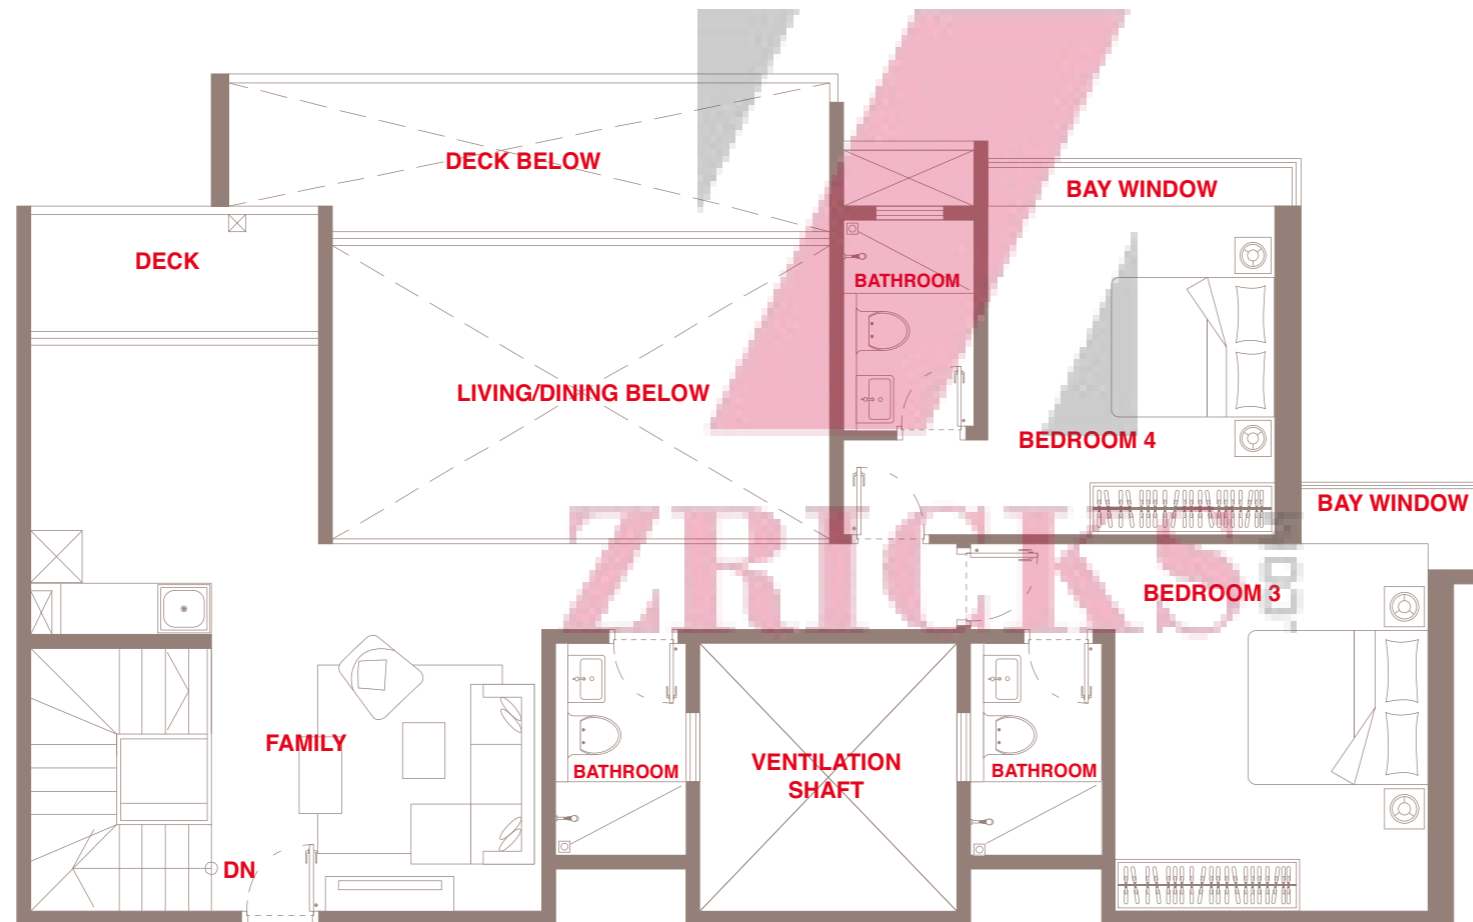 DECK BELOW
BAY WINDOW
DECK
BATHROOM
LIVING/DINING BELOW
BEDROOM 4
BAY WINDOW
ZRICKS
BEDROOM 3
FAMILY
BATHROOM
VENTILATION
SHAFT
BATHROOM
DN